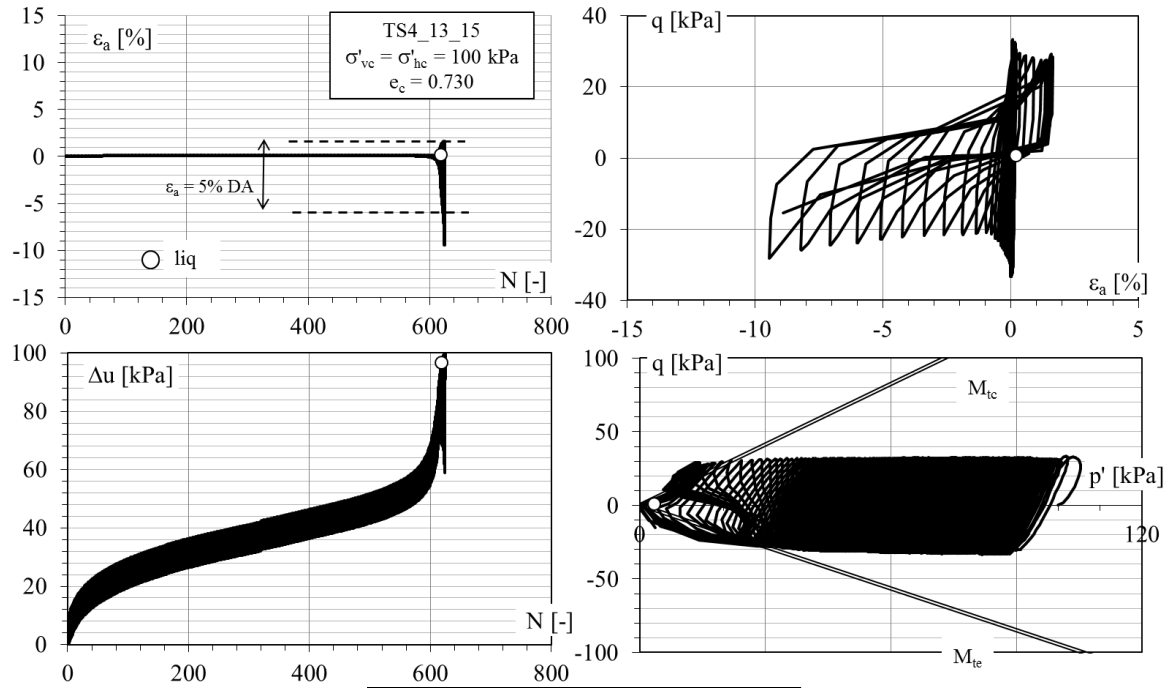 εa [%]
15
10
5
0
-5
-10
-15
TS4_13_15
σ'vc = σ'hc = 100 kPa
ec = 0.730
εa = 5% DA
liq
N [-]
0 200 400 600 800
q [kPa]
40
20
0
-20
-40
εa [%]
-15 -10 -5 0 5
Δu [kPa]
100
80
60
40
20
0
N [-]
0 200 400 600 800
q [kPa]
100
50
0
-50
-100
Mtc
p' [kPa]
0 120
Mte